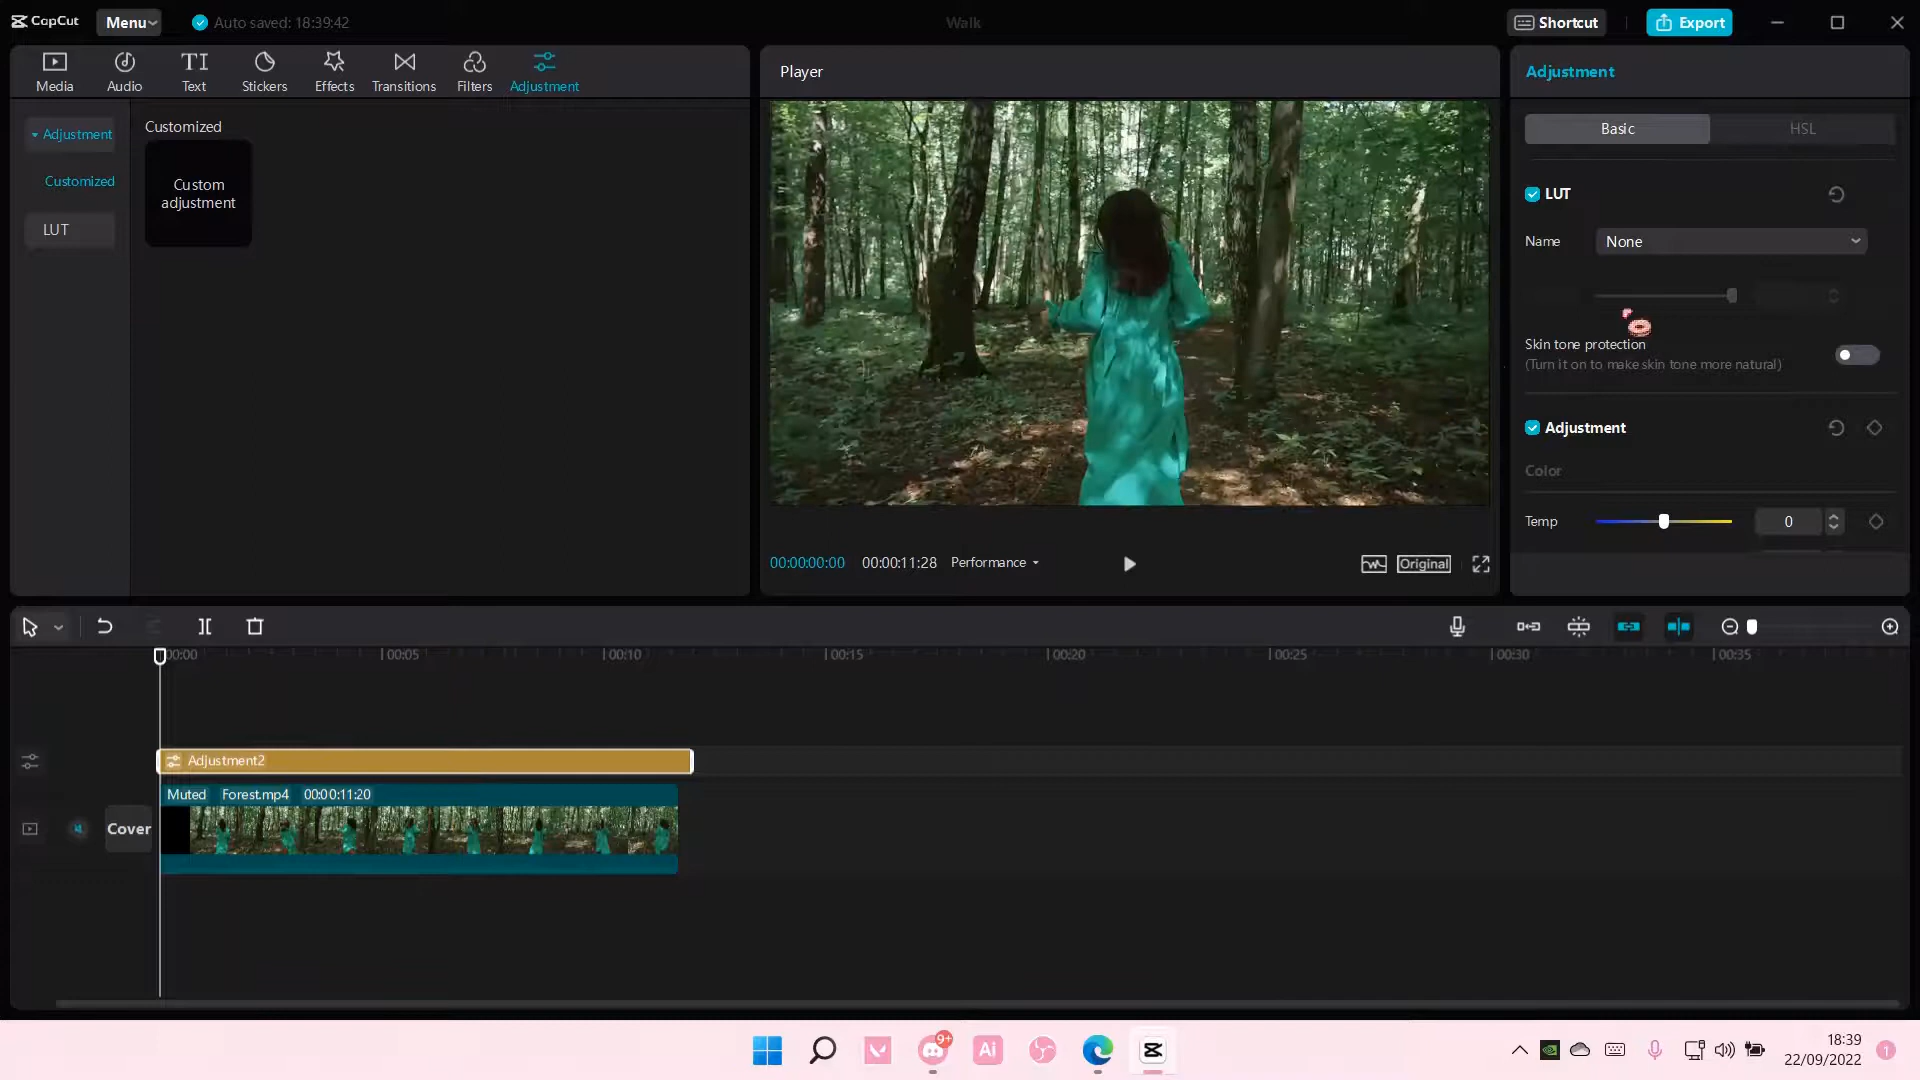 CapCut
Menu
Auto saved: 18:39:42
Walk
Shortcut
Export
Media
Audio
Text
Stickers
Effects
Transitions
Filters
Adjustment
Adjustment
Customized
LUT
Customized
Custom
adjustment
Player
00:00:00:00
00:00:11:28
Performance
Original
Adjustment
Basic
HSL
LUT
Name
None
Skin tone protection
(Turn it on to make skin tone more natural)
Adjustment
Color
Temp
0
00:00
00:05
00:10
00:15
00:20
00:25
00:30
00:35
Adjustment2
Muted
Forest.mp4
00:00:11:20
Cover
9+
Ai
18:39
22/09/2022
1